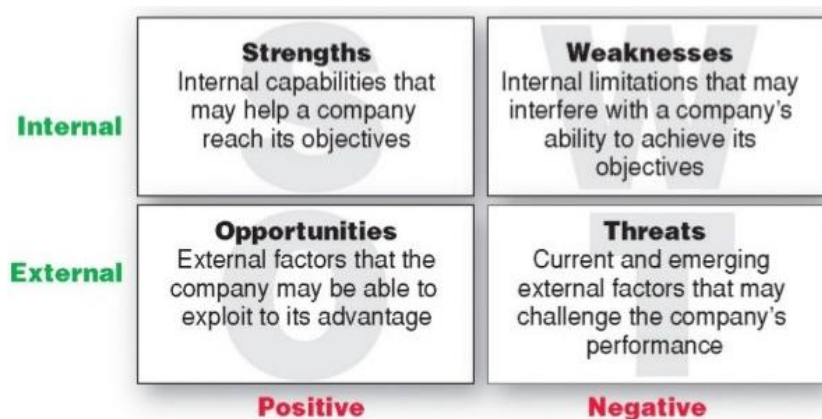 Strengths
Internal capabilities that
may help a company
reach its objectives
Weaknesses
Internal limitations that may
interfere with a company's
ability to achieve its
objectives
Internal
Opportunities
External factors that the
company may be able to
exploit to its advantage
Threats
Current and emerging
external factors that may
challenge the company's
performance
External
Positive
Negative
S
W
O
T